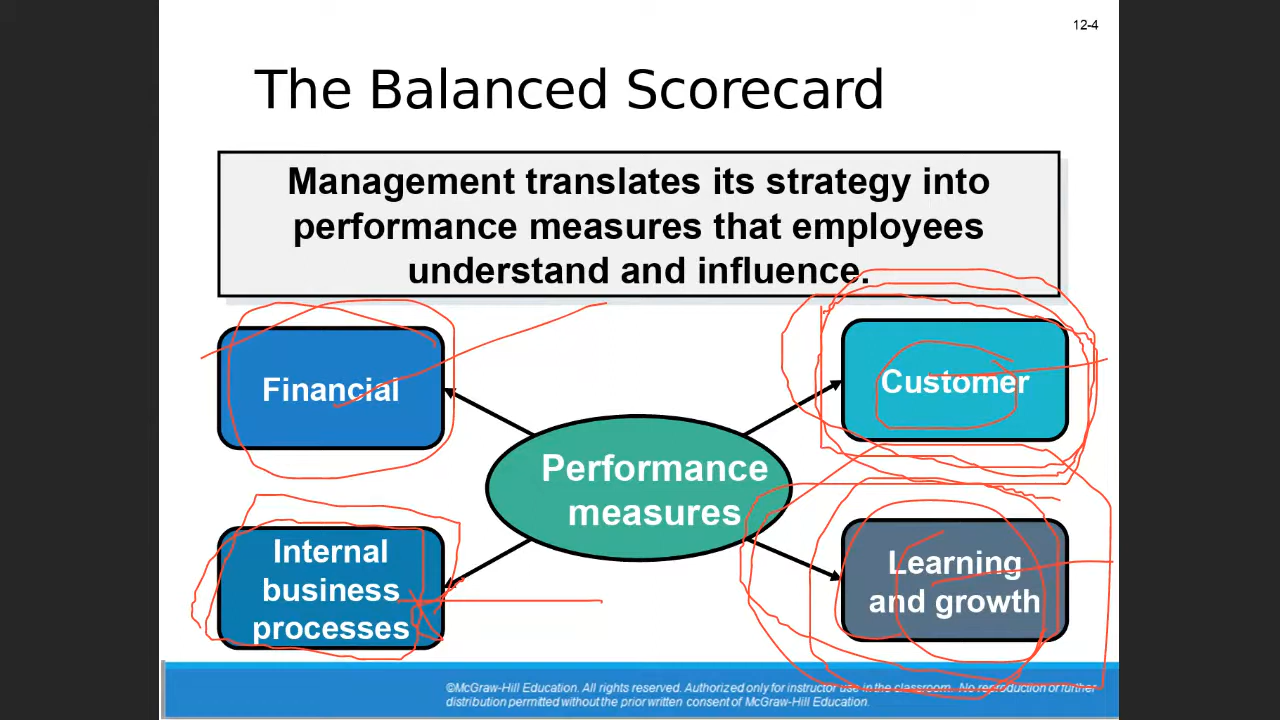 12-4
The Balanced Scorecard
Management translates its strategy into
performance measures that employees
understand and influence.
Financial
Customer
Performance
measures
Internal
business
processes
Learning
and growth
©McGraw-Hill Education. All rights reserved. Authorized only for instructor use in the classroom. No reproduction or further
distribution permitted without the prior written consent of McGraw-Hill Education.